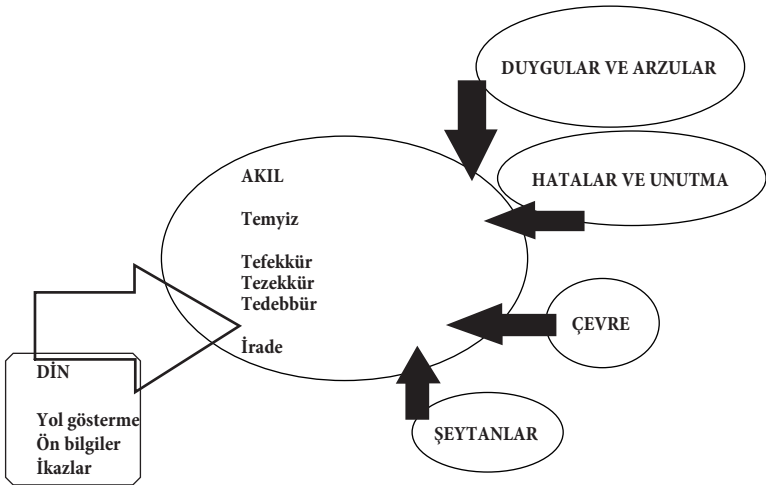 DUYGULAR VE ARZULAR
HATALAR VE UNUTMA
AKIL
Temyiz
Tefekkür
Tezekkür
Tedebbür
İrade
ÇEVRE
ŞEYTANLAR
DİN
Yol gösterme
Ön bilgiler
İkazlar